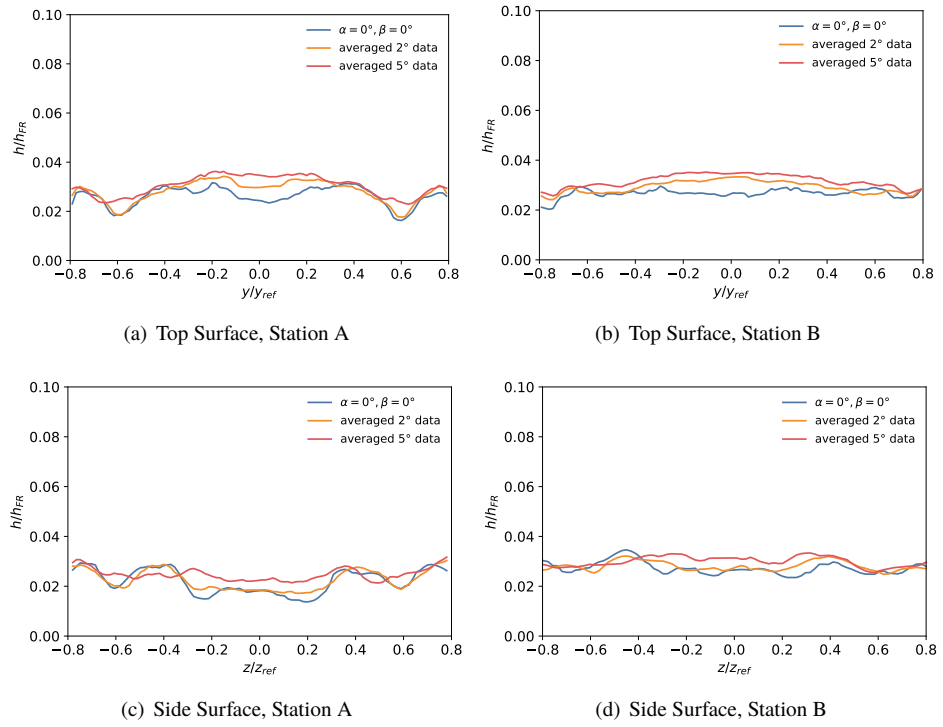 0.10
0.08
0.06
0.04
0.02
0.00
h/h_FR
α = 0°, β = 0°
averaged 2° data
averaged 5° data
−0.8 −0.6 −0.4 −0.2 0.0 0.2 0.4 0.6 0.8
y/y_ref
(a) Top Surface, Station A
0.10
0.08
0.06
0.04
0.02
0.00
h/h_FR
α = 0°, β = 0°
averaged 2° data
averaged 5° data
−0.8 −0.6 −0.4 −0.2 0.0 0.2 0.4 0.6 0.8
y/y_ref
(b) Top Surface, Station B
0.10
0.08
0.06
0.04
0.02
0.00
h/h_FR
α = 0°, β = 0°
averaged 2° data
averaged 5° data
−0.8 −0.6 −0.4 −0.2 0.0 0.2 0.4 0.6 0.8
z/z_ref
(c) Side Surface, Station A
0.10
0.08
0.06
0.04
0.02
0.00
h/h_FR
α = 0°, β = 0°
averaged 2° data
averaged 5° data
−0.8 −0.6 −0.4 −0.2 0.0 0.2 0.4 0.6 0.8
z/z_ref
(d) Side Surface, Station B